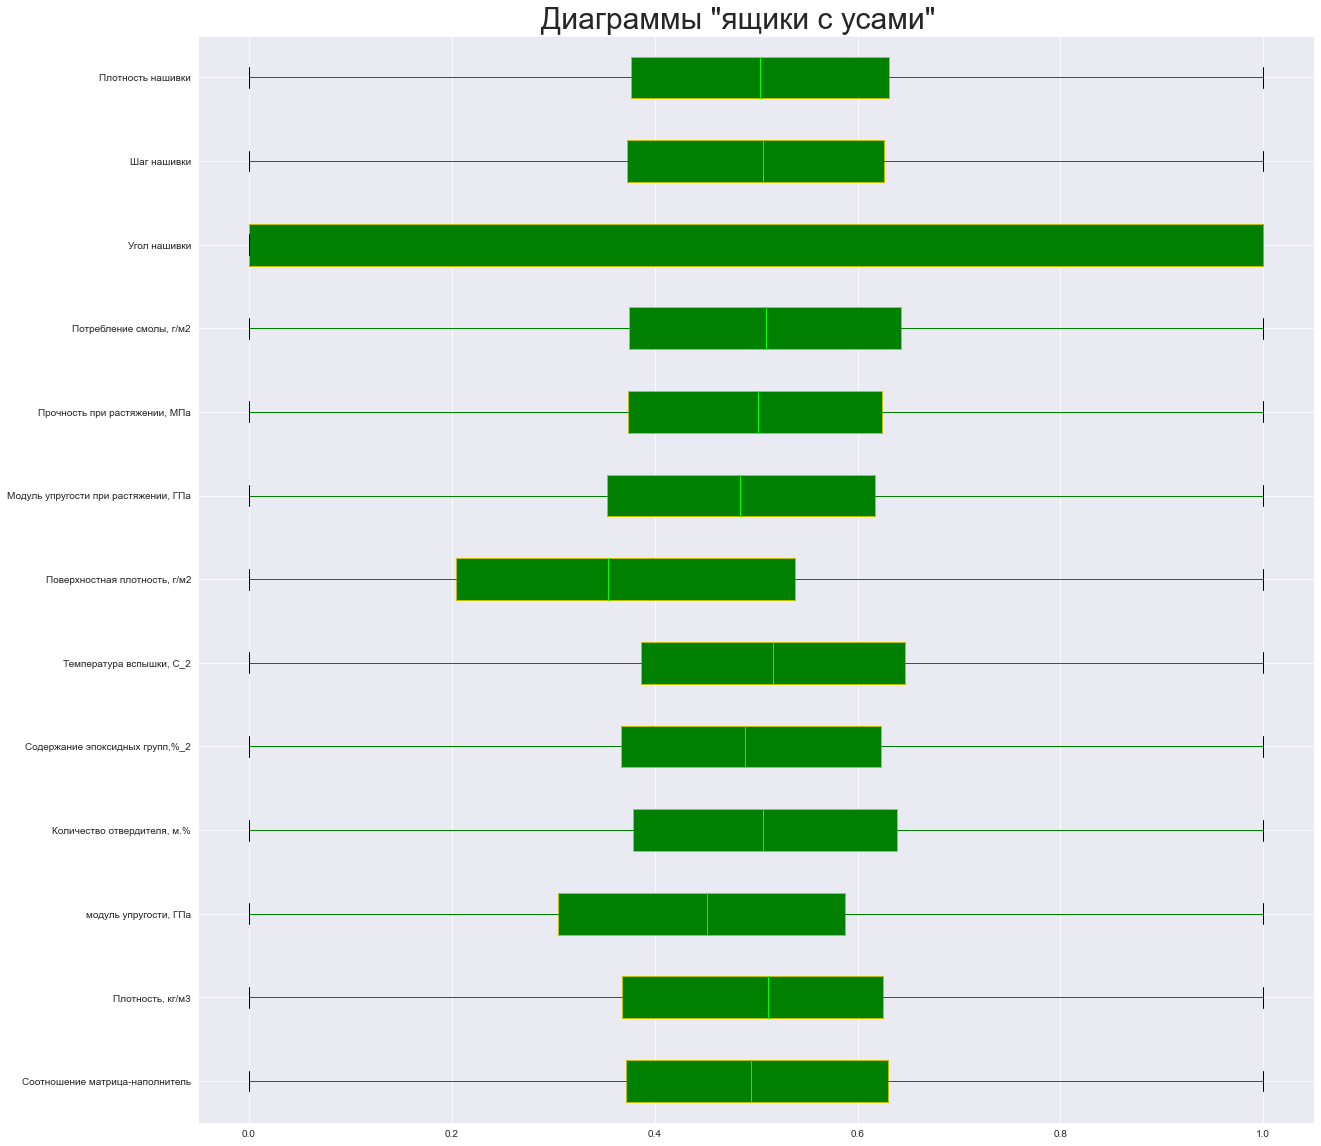 Диаграммы "ящики с усами"
Плотность нашивки
Шаг нашивки
Угол нашивки
Потребление смолы, г/м2
Прочность при растяжении, МПа
Модуль упругости при растяжении, ГПа
Поверхностная плотность, г/м2
Температура вспышки, С_2
Содержание эпоксидных групп,%_2
Количество отвердителя, м.%
модуль упругости, ГПа
Плотность, кг/м3
Соотношение матрица-наполнитель
0.0 0.2 0.4 0.6 0.8 1.0